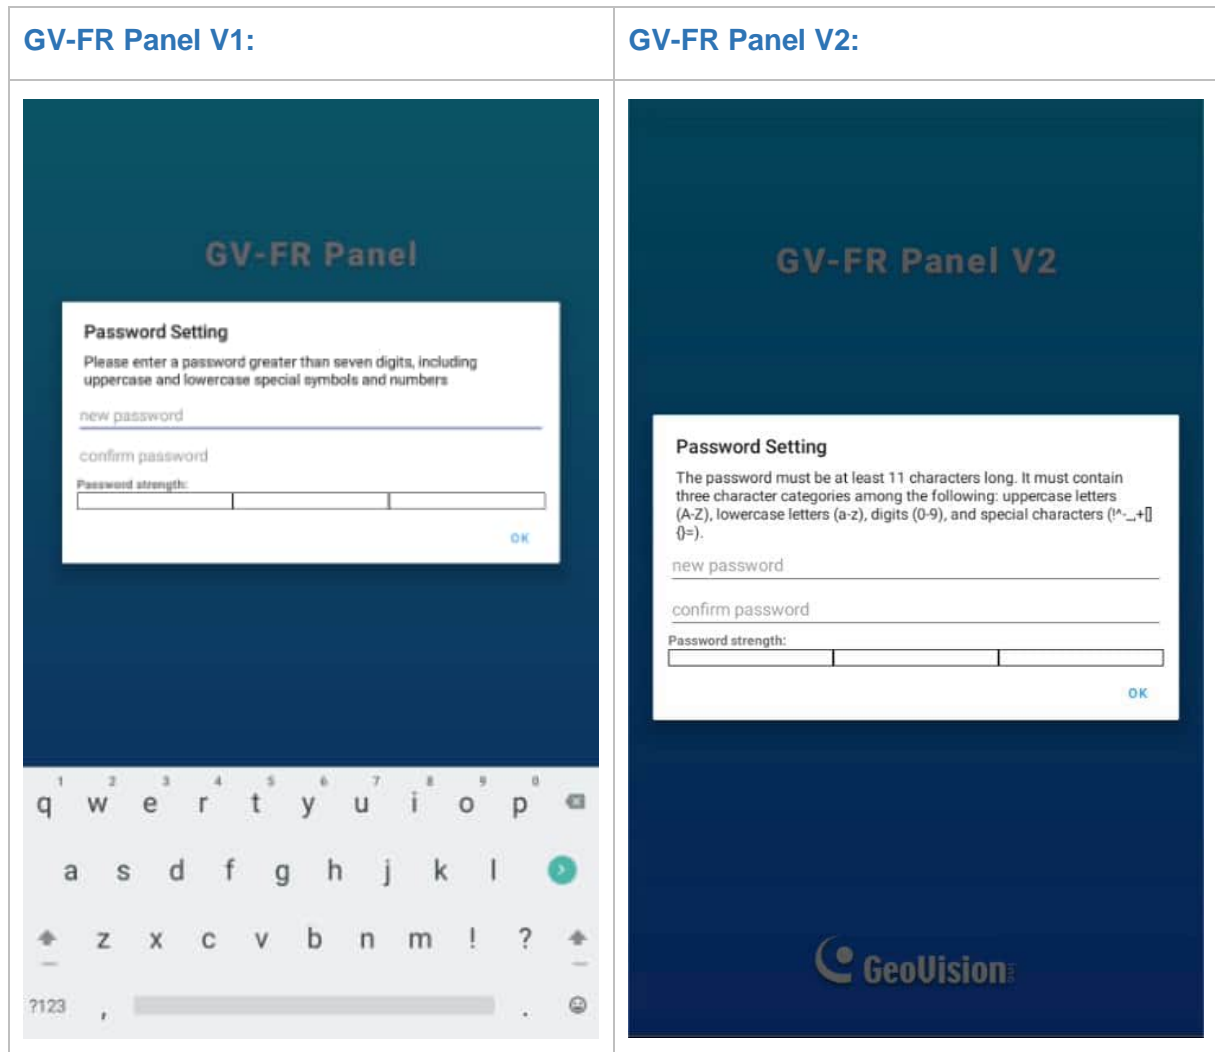 GV-FR Panel V1:
GV-FR Panel
Password Setting
Please enter a password greater than seven digits, including
uppercase and lowercase special symbols and numbers
new password
confirm password
Password strength:
OK
1 2 3 4 5 6 7 8 9 0
q w e r t y u i o p
a s d f g h j k l
z x c v b n m ! ?
?123 , .
GV-FR Panel V2:
GV-FR Panel V2
Password Setting
The password must be at least 11 characters long. It must contain
three character categories among the following: uppercase letters
(A-Z), lowercase letters (a-z), digits (0-9), and special characters (!^-_,+[]
{}=).
new password
confirm password
Password strength:
OK
GeoVision